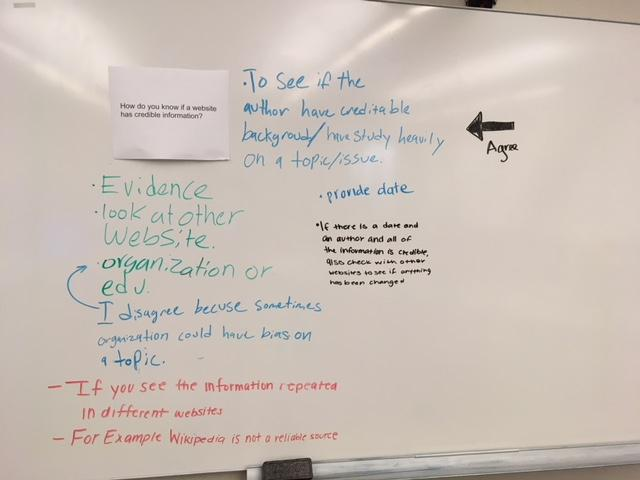 How do you know if a website
has credible information?
·To see if the
author have creditable
backgroud/have study heavily
on a topic/issue.
Agree
·provide date
·If there is a date and
an author and all of
the information is credible,
also check with other
websites to see if anything
has been changed
·Evidence
·look at other
website.
·organization or
edu.
I disagree becuse sometimes
organization could have bias on
a topic.
- If you see the information repeated
in different websites
- For Example Wikipedia is not a reliable source